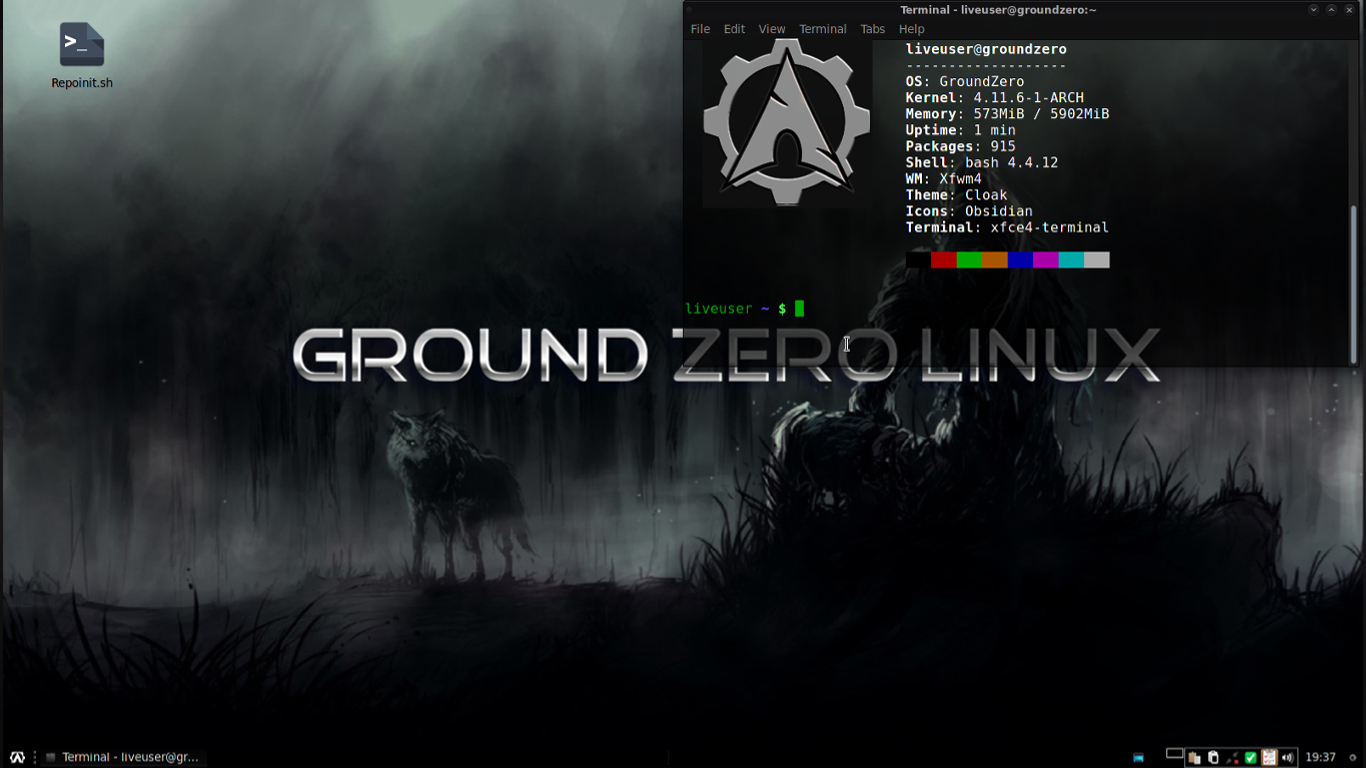 Terminal - liveuser@groundzero:~
File Edit View Terminal Tabs Help
>_
Repoinit.sh
liveuser@groundzero
-------------------
OS: GroundZero
Kernel: 4.11.6-1-ARCH
Memory: 573MiB / 5902MiB
Uptime: 1 min
Packages: 915
Shell: bash 4.4.12
WM: Xfwm4
Theme: Cloak
Icons: Obsidian
Terminal: xfce4-terminal
liveuser ~ $
GROUND ZERO LINUX
Terminal - liveuser@gr...
19:37